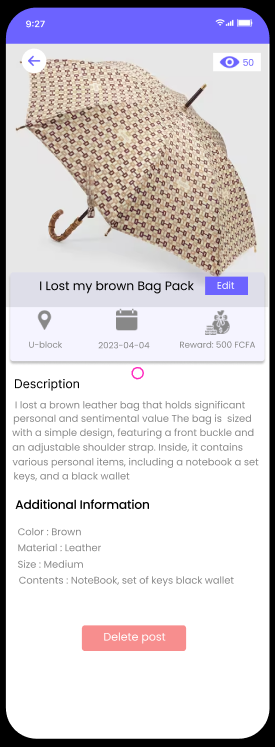 9:27
50
I Lost my brown Bag Pack
Edit
U-block
2023-04-04
Reward: 500 FCFA
Description
I lost a brown leather bag that holds significant
personal and sentimental value The bag is sized
with a simple design, featuring a front buckle and
an adjustable shoulder strap. Inside, it contains
various personal items, including a notebook a set
keys, and a black wallet
Additional Information
Color : Brown
Material : Leather
Size : Medium
Contents : NoteBook, set of keys black wallet
Delete post